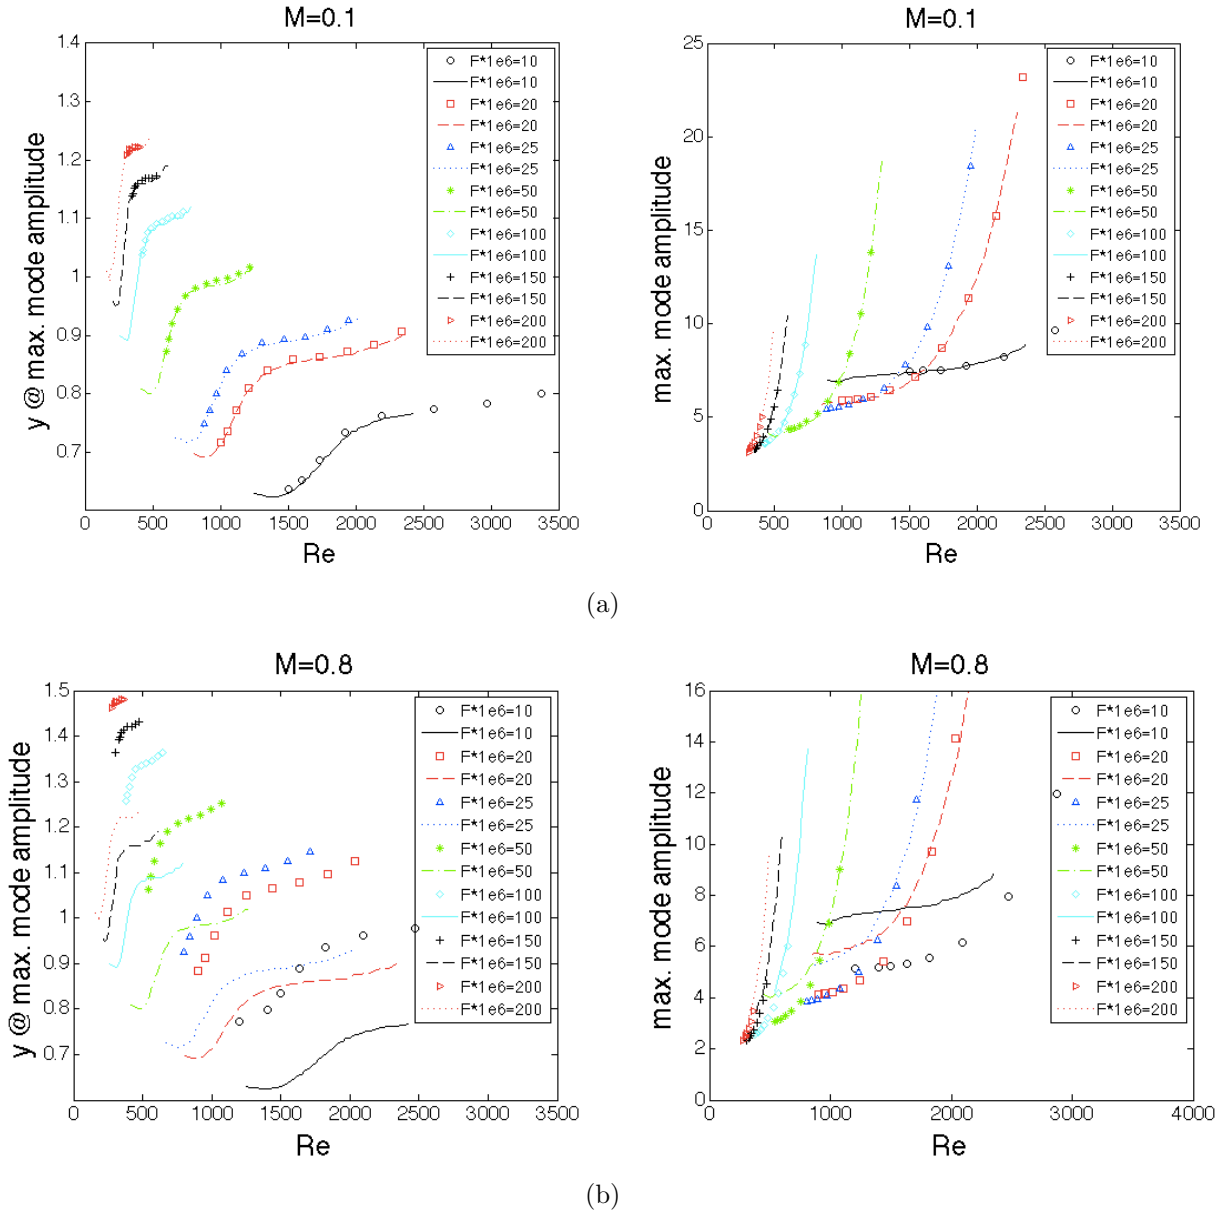 M=0.1
1.4
1.3
1.2
1.1
1
0.9
0.8
0.7
0 500 1000 1500 2000 2500 3000 3500
Re
y @ max. mode amplitude
F*1e6=10
F*1e6=10
F*1e6=20
F*1e6=20
F*1e6=25
F*1e6=25
F*1e6=50
F*1e6=50
F*1e6=100
F*1e6=100
F*1e6=150
F*1e6=150
F*1e6=200
F*1e6=200
M=0.1
25
20
15
10
5
0
0 500 1000 1500 2000 2500 3000 3500
Re
max. mode amplitude
F*1e6=10
F*1e6=10
F*1e6=20
F*1e6=20
F*1e6=25
F*1e6=25
F*1e6=50
F*1e6=50
F*1e6=100
F*1e6=100
F*1e6=150
F*1e6=150
F*1e6=200
F*1e6=200
(a)
M=0.8
1.5
1.4
1.3
1.2
1.1
1
0.9
0.8
0.7
0 500 1000 1500 2000 2500 3000 3500
Re
y @ max. mode amplitude
F*1e6=10
F*1e6=10
F*1e6=20
F*1e6=20
F*1e6=25
F*1e6=25
F*1e6=50
F*1e6=50
F*1e6=100
F*1e6=100
F*1e6=150
F*1e6=150
F*1e6=200
F*1e6=200
M=0.8
16
14
12
10
8
6
4
2
0
0 1000 2000 3000 4000
Re
max. mode amplitude
F*1e6=10
F*1e6=10
F*1e6=20
F*1e6=20
F*1e6=25
F*1e6=25
F*1e6=50
F*1e6=50
F*1e6=100
F*1e6=100
F*1e6=150
F*1e6=150
F*1e6=200
F*1e6=200
(b)